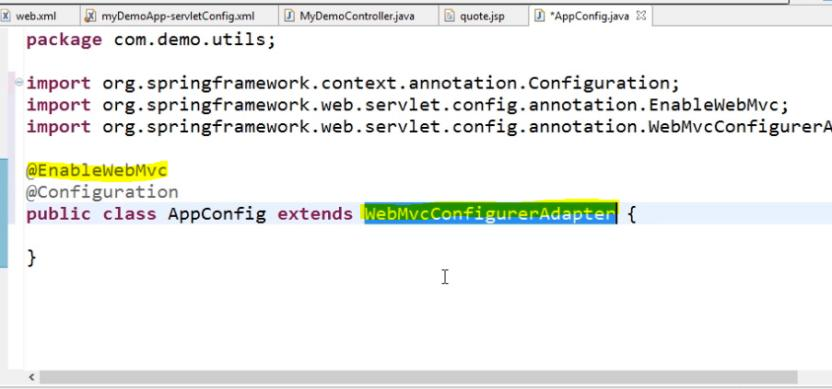 web.xml myDemoApp-servletConfig.xml MyDemoController.java quote.jsp *AppConfig.java
package com.demo.utils;
import org.springframework.context.annotation.Configuration;
import org.springframework.web.servlet.config.annotation.EnableWebMvc;
import org.springframework.web.servlet.config.annotation.WebMvcConfigurerA
@EnableWebMvc
@Configuration
public class AppConfig extends WebMvcConfigurerAdapter {
}